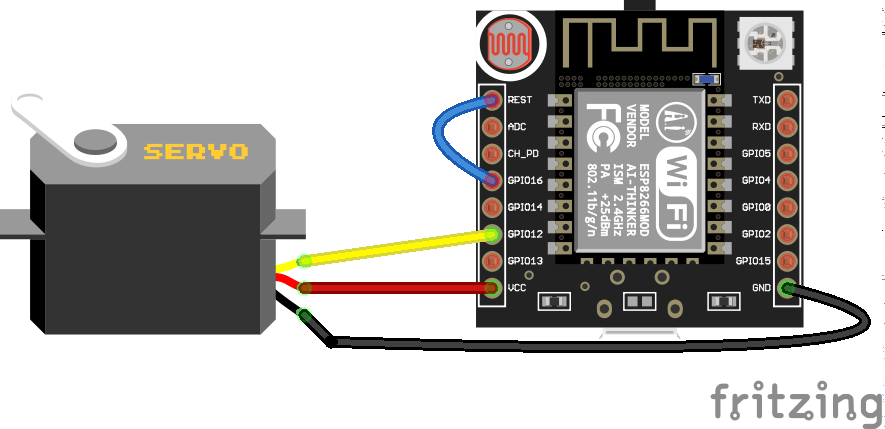 SERVO
REST
ADC
CH_PD
GPIO16
GPIO14
GPIO12
GPIO13
VCC
MODEL
VENDOR
ESP8266MOD
AI-THINKER
ISM 2.4GHz
PA +25dBm
802.11b/g/n
FC
A.i
Wi Fi
TXD
RXD
GPIO5
GPIO4
GPIO0
GPIO2
GPIO15
GND
fritzing